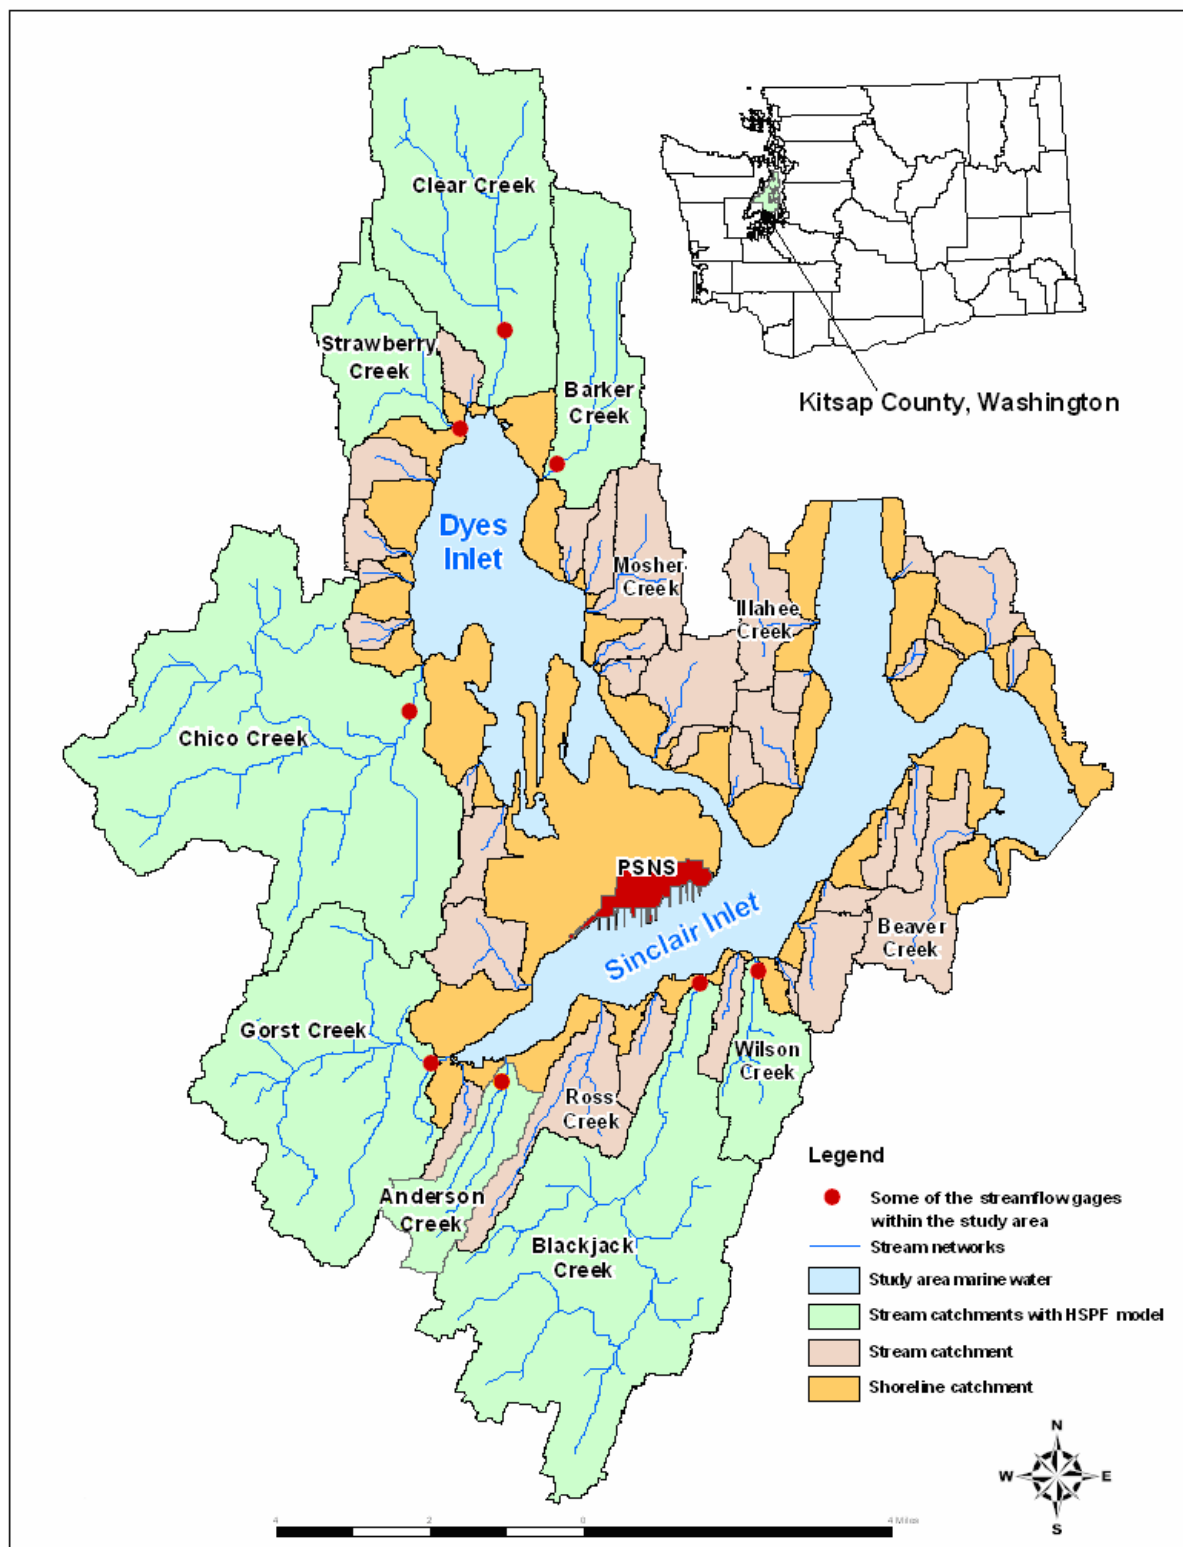 Clear Creek
Strawberry
Creek
Barker
Creek
Kitsap County, Washington
Dyes
Inlet
Mosher
Creek
Illahee
Creek
Chico Creek
PSNS
Sinclair Inlet
Beaver
Creek
Gorst Creek
Wilson
Creek
Ross
Creek
Anderson
Creek
Blackjack
Creek
Legend
Some of the streamflow gages
within the study area
Stream networks
Study area marine water
Stream catchments with HSPF model
Stream catchment
Shoreline catchment
N
W E
S
4 2 0 4 Miles